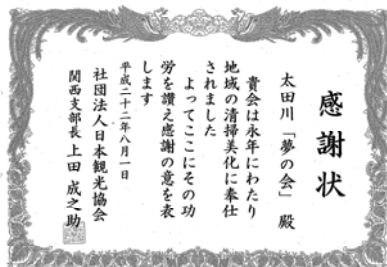 感謝状
太田川「夢の会」殿
貴会は永年にわたり
地域の清掃美化に奉仕
されました
よってここにその功
労を讃え感謝の意を表
します
平成二十二年八月一日
社団法人日本観光協会
関西支部長 上田成之助